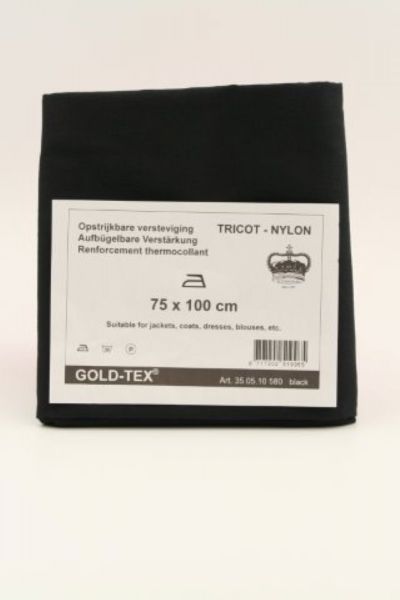 Opstrijkbare versteviging TRICOT - NYLON
Aufbügelbare Verstärkung
Renforcement thermocollant
75 x 100 cm
Suitable for jackets, coats, dresses, blouses, etc.
P
GOLD-TEX® Art. 35.05.10 580 black